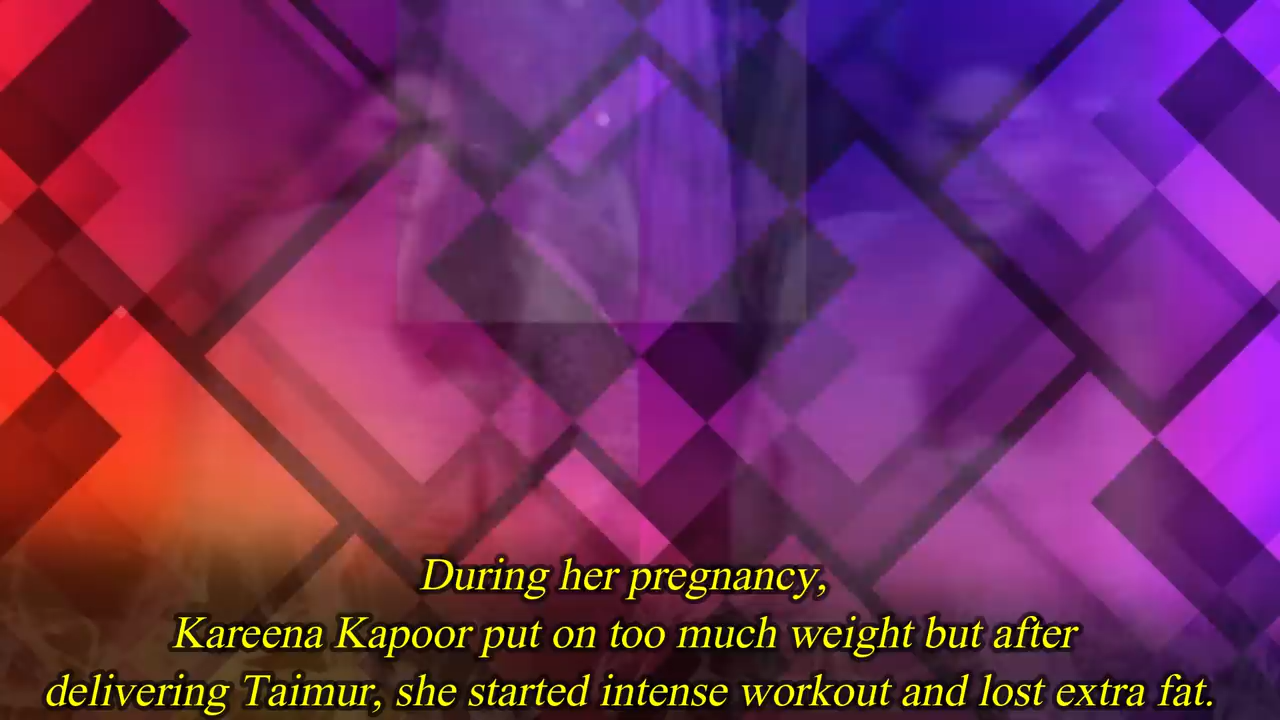 During her pregnancy,
Kareena Kapoor put on too much weight but after
delivering Taimur, she started intense workout and lost extra fat.